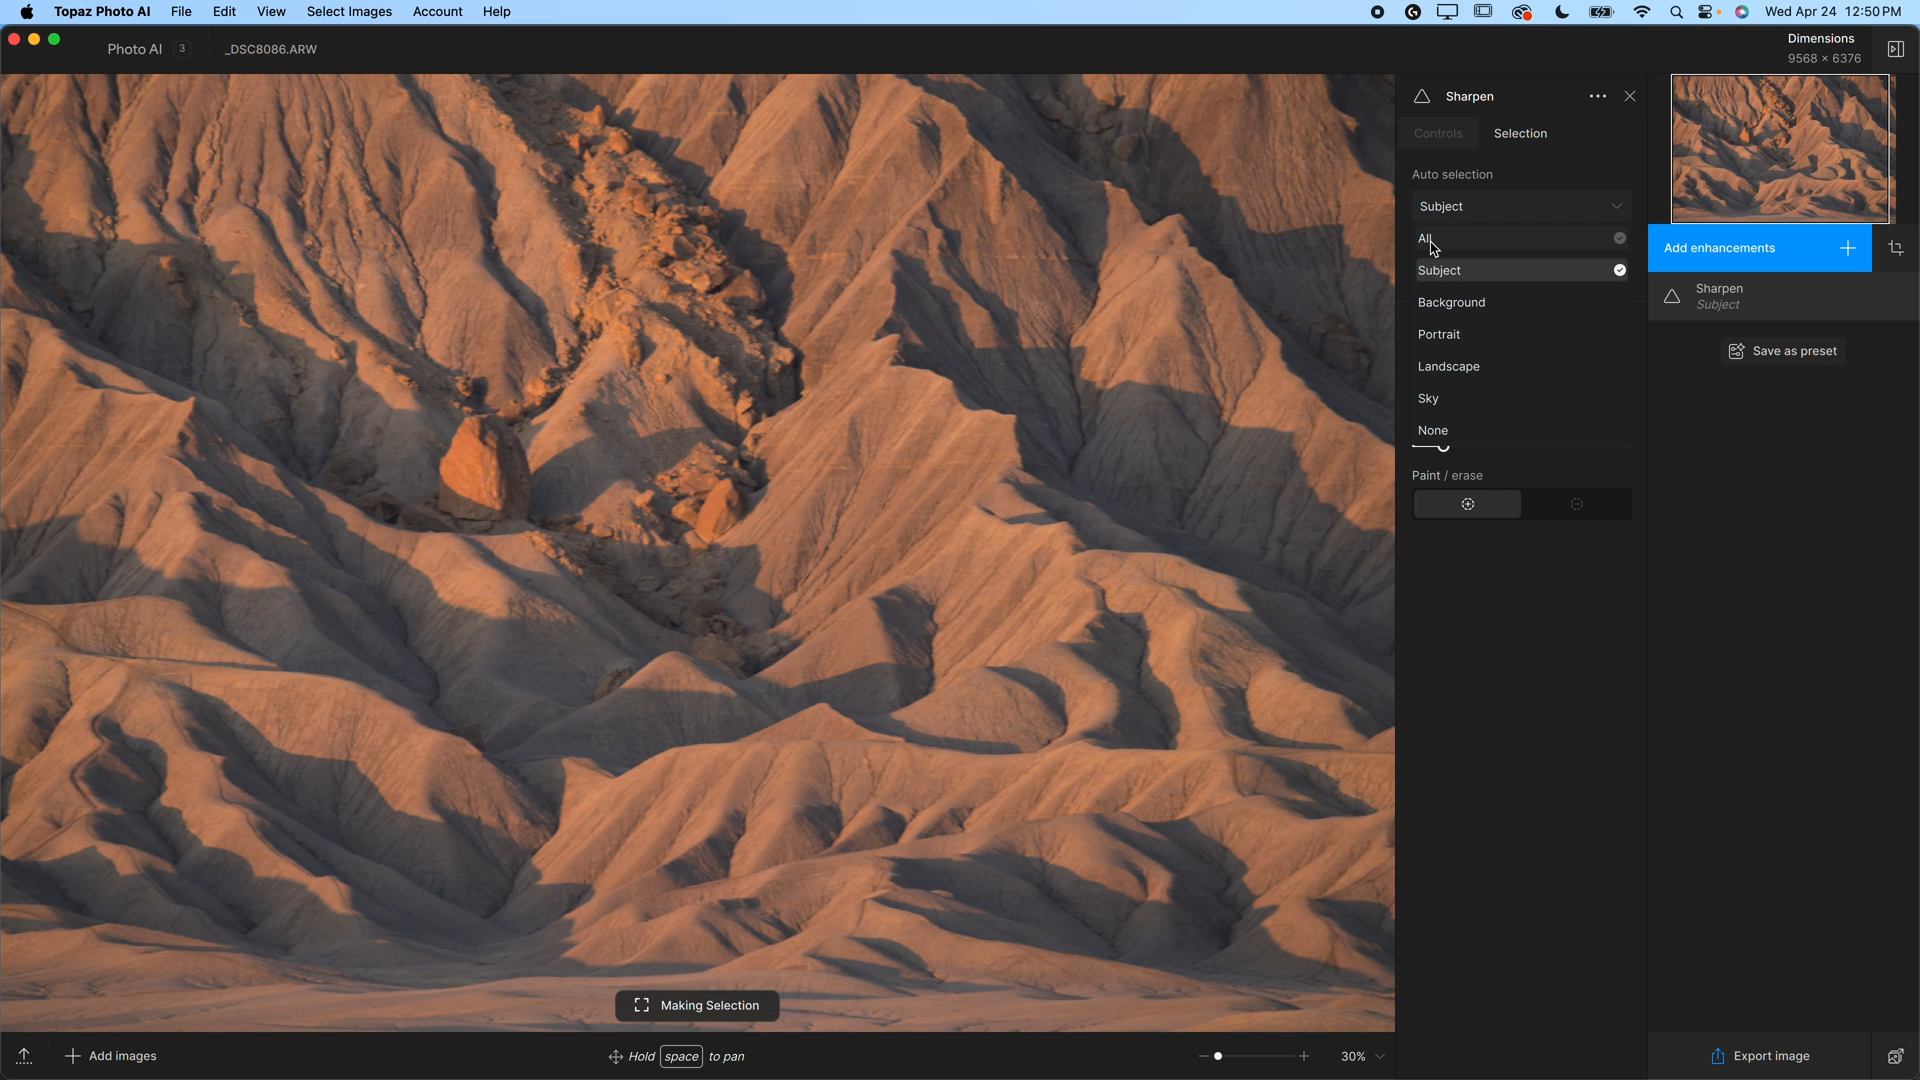 Topaz Photo AI File Edit View Select Images Account Help Wed Apr 24 12:50 PM
Photo AI 3 _DSC8086.ARW
Dimensions
9568 × 6376
Sharpen
Controls Selection
Auto selection
Subject
All
Subject
Background
Portrait
Landscape
Sky
None
Paint / erase
Add enhancements
Sharpen
Subject
Save as preset
Making Selection
Add images Hold space to pan 30% Export image